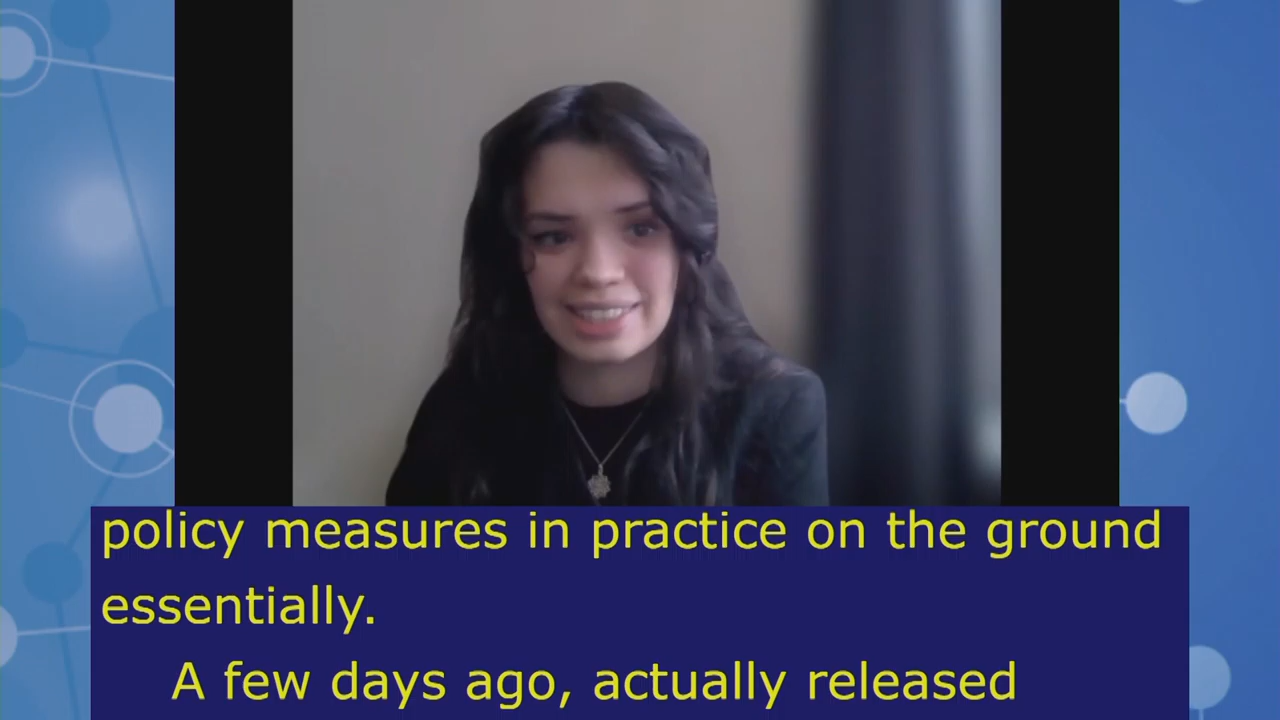 policy measures in practice on the ground
essentially.
A few days ago, actually released